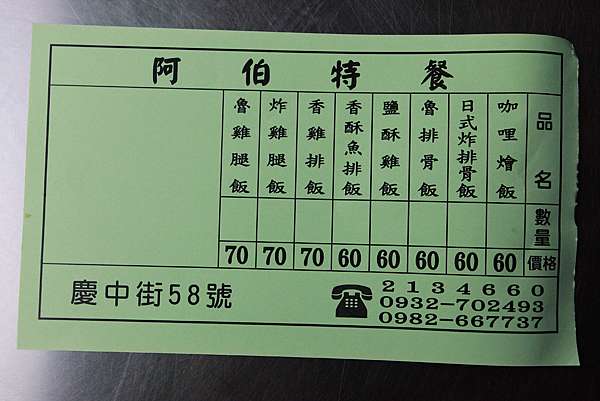 阿伯特餐
品名
咖哩燴飯
日式炸排骨飯
魯排骨飯
鹽酥雞飯
香酥魚排飯
香雞排飯
炸雞腿飯
魯雞腿飯
數量
70 70 70 60 60 60 60 60 價格
慶中街58號
2134660
0932-702493
0982-667737